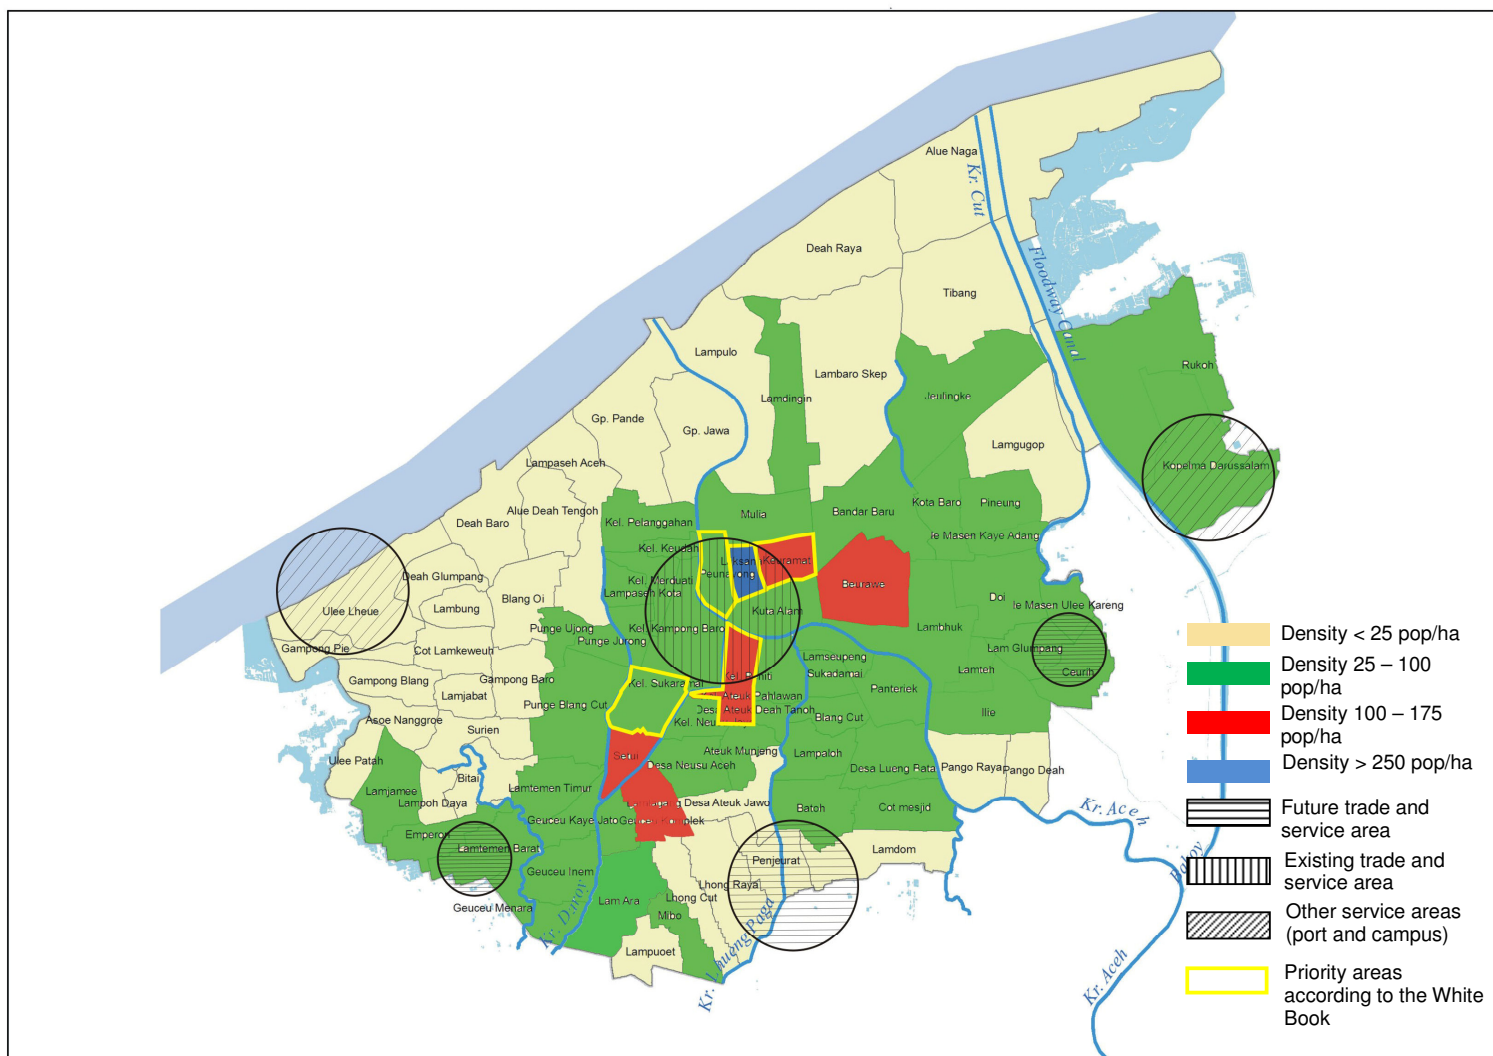 Alue Naga
Kr. Cut
Deah Raya
Floodway Canal
Tibang
Rukoh
Lampulo
Lambaro Skep
Lamdingin
Jeulingke
Gp. Pande
Gp. Jawa
Lamgugop
Lampaseh Aceh
Kopelma Darussalam
Alue Deah Tengoh
Deah Baro
Kel. Pelanggahan
Mulia
Bandar Baru
Kota Baro
Pineung
Ie Masen Kaye Adang
Kel. Keudah
Keuramat
Deah Glumpang
Kel. Merduati
Lampaseh Kota
Beurawe
Blang Oi
Doi
Ie Masen Ulee Kareng
Ulee Lheue
Lambung
Kuta Alam
Punge Ujong
Kel. Kampong Baro
Lambhuk
Punge Jurong
Gampong Pie
Cot Lamkeweuh
Lamseupeng
Lam Glumpang
Sukadamai
Lamteh
Ceurih
Gampong Blang
Gampong Baro
Kel. Sukaramai
Lamjabat
Punge Blang Cut
Ateuk Pahlawan
Panteriek
Desa Ateuk Deah Tanoh
Asoe Nanggroe
Blang Cut
Ilie
Surien
Ateuk Munjeng
Lampaloh
Ulee Patah
Setui
Desa Neusu Aceh
Desa Lueng Bata
Pango Raya
Pango Deah
Bitai
Lamtemen Timur
Lamjamee
Lampoh Daya
Desa Ateuk Jawo
Batoh
Cot mesjid
Kr. Aceh
Geuceu Kaye Jato
Emperom
Lamtemen Barat
Lamdom
Penjeurat
Geuceu Inem
Lhong Raya
Lhong Cut
Lam Ara
Geuceu Menara
Mibo
Kr. Daroy
Lampuoet
Kr. Lhueng Paga
Kr. Aceh
Density < 25 pop/ha
Density 25 – 100
pop/ha
Density 100 – 175
pop/ha
Density > 250 pop/ha
Future trade and
service area
Existing trade and
service area
Other service areas
(port and campus)
Priority areas
according to the White
Book